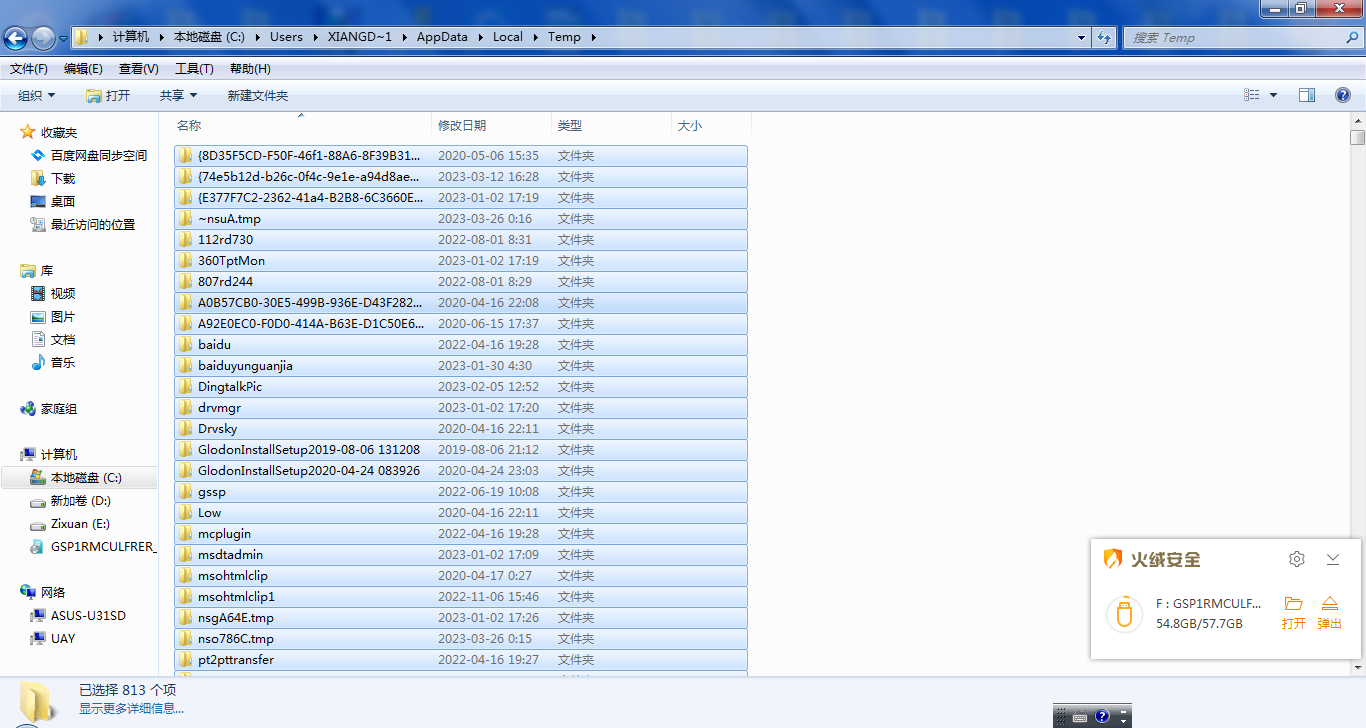 计算机 本地磁盘 (C:) Users XIANGD~1 AppData Local Temp
搜索 Temp
文件(F) 编辑(E) 查看(V) 工具(T) 帮助(H)
组织 打开 共享 新建文件夹
收藏夹
百度网盘同步空间
下载
桌面
最近访问的位置
库
视频
图片
文档
音乐
家庭组
计算机
本地磁盘 (C:)
新加卷 (D:)
Zixuan (E:)
GSP1RMCULFRER_
网络
ASUS-U31SD
UAY
名称 修改日期 类型 大小
{8D35F5CD-F50F-46f1-88A6-8F39B31... 2020-05-06 15:35 文件夹
{74e5b12d-b26c-0f4c-9e1e-a94d8ae... 2023-03-12 16:28 文件夹
{E377F7C2-2362-41a4-B2B8-6C3660E... 2023-01-02 17:19 文件夹
~nsuA.tmp 2023-03-26 0:16 文件夹
112rd730 2022-08-01 8:31 文件夹
360TptMon 2023-01-02 17:19 文件夹
807rd244 2022-08-01 8:29 文件夹
A0B57CB0-30E5-499B-936E-D43F282... 2020-04-16 22:08 文件夹
A92E0EC0-F0D0-414A-B63E-D1C50E6... 2020-06-15 17:37 文件夹
baidu 2022-04-16 19:28 文件夹
baiduyunguanjia 2023-01-30 4:30 文件夹
DingtalkPic 2023-02-05 12:52 文件夹
drvmgr 2023-01-02 17:20 文件夹
Drvsky 2020-04-16 22:11 文件夹
GlodonInstallSetup2019-08-06 131208 2019-08-06 21:12 文件夹
GlodonInstallSetup2020-04-24 083926 2020-04-24 23:03 文件夹
gssp 2022-06-19 10:08 文件夹
Low 2020-04-16 22:11 文件夹
mcplugin 2022-04-16 19:28 文件夹
msdtadmin 2023-01-02 17:09 文件夹
msohtmlclip 2020-04-17 0:27 文件夹
msohtmlclip1 2022-11-06 15:46 文件夹
nsgA64E.tmp 2023-01-02 17:26 文件夹
nso786C.tmp 2023-03-26 0:15 文件夹
pt2pttransfer 2022-04-16 19:27 文件夹
火绒安全
F : GSP1RMCULF...
54.8GB/57.7GB
打开 弹出
已选择 813 个项
显示更多详细信息...